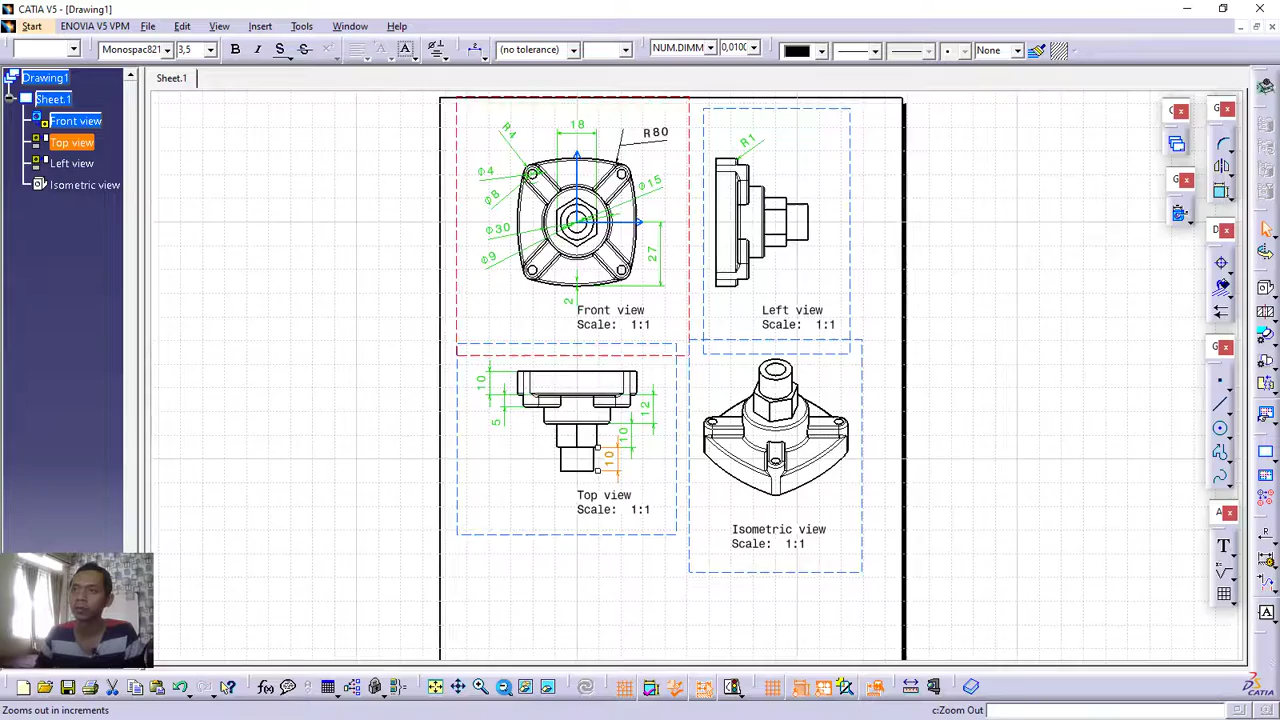 CATIA V5 - [Drawing1]
Start ENOVIA V5 VPM File Edit View Insert Tools Window Help
Monospac821 3,5 B I S S (no tolerance) NUM.DIMM 0,0100 None
Drawing1
Sheet.1
Front view
Top view
Left view
Isometric view
Sheet.1
R4
18
R80
Φ4
Φ8
Φ15
Φ30
Φ9
27
2
Front view
Scale: 1:1
R1
Left view
Scale: 1:1
10
5
12
10
10
Top view
Scale: 1:1
Isometric view
Scale: 1:1
Zooms out in increments
c:Zoom Out